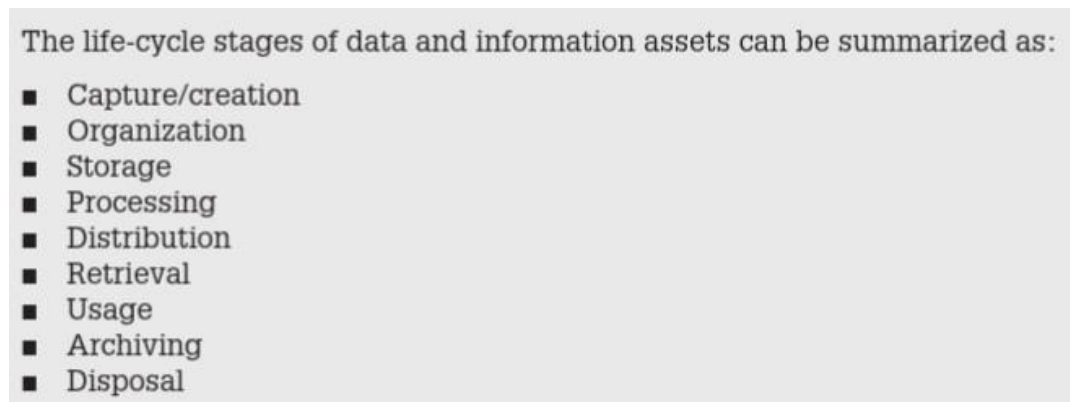 The life-cycle stages of data and information assets can be summarized as:
■ Capture/creation
■ Organization
■ Storage
■ Processing
■ Distribution
■ Retrieval
■ Usage
■ Archiving
■ Disposal